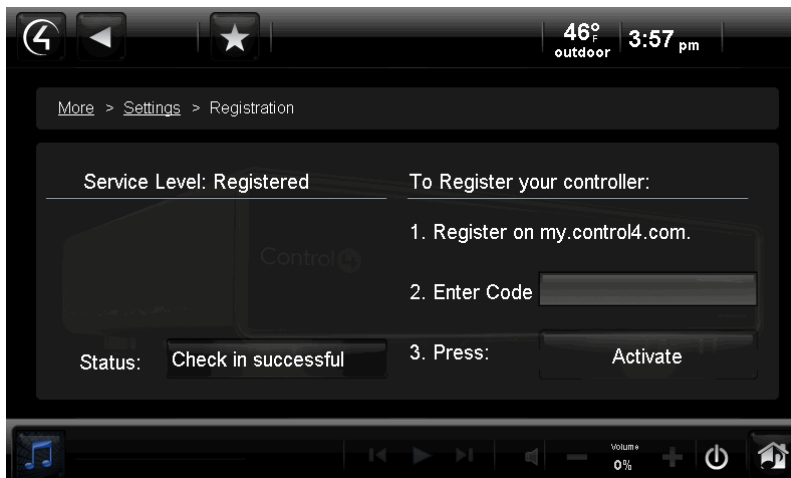 46°F
outdoor
3:57 pm
More > Settings > Registration
Service Level: Registered
To Register your controller:
1. Register on my.control4.com.
Control4
2. Enter Code
Status: Check in successful
3. Press: Activate
Volume
0%